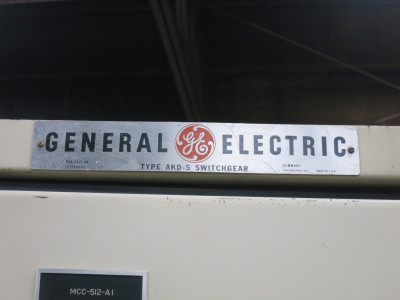 GENERAL GE ELECTRIC
TYPE AKD-5 SWITCHGEAR
MCC-512-A1